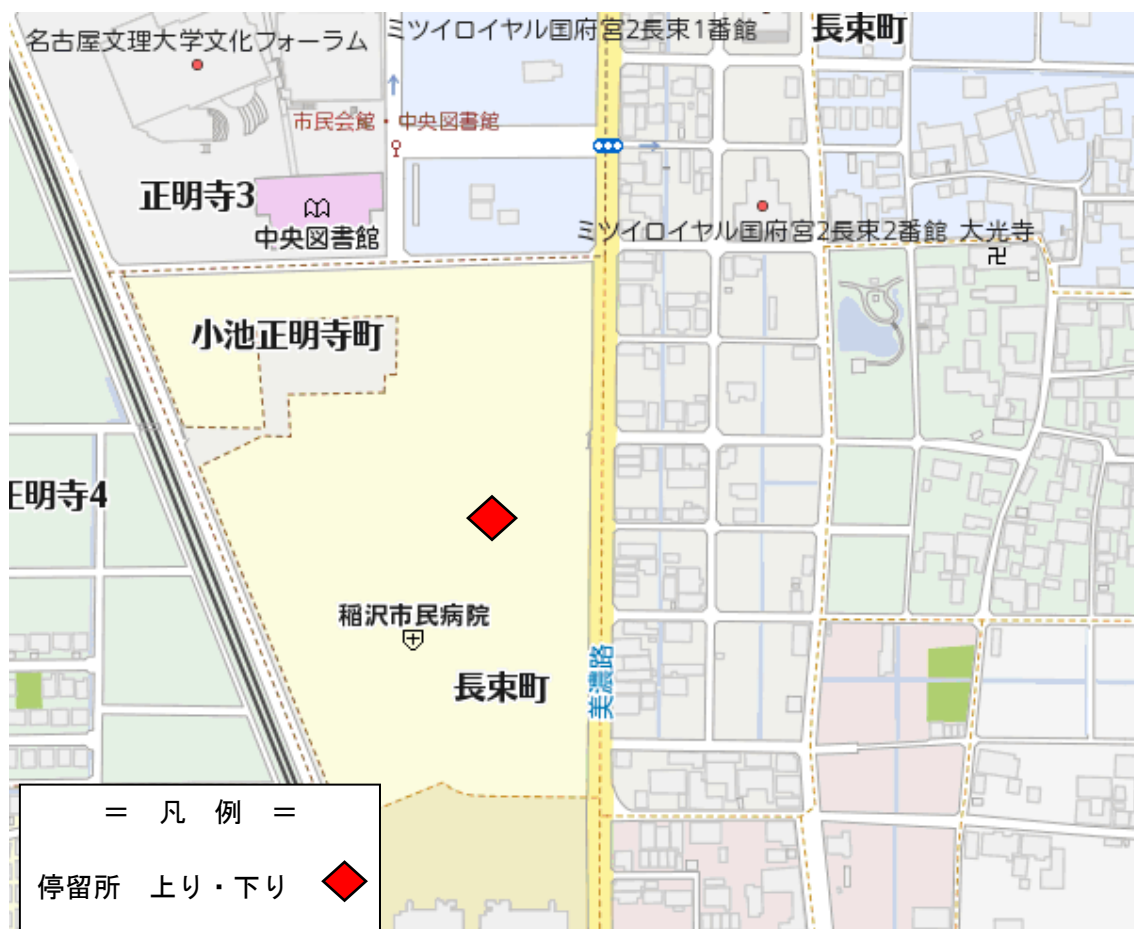 名古屋文理大学文化フォーラム
ミツイロイヤル国府宮2長束1番館
長束町
市民会館・中央図書館
正明寺3
中央図書館
ミツイロイヤル国府宮2長束2番館
大光寺
小池正明寺町
正明寺4
稲沢市民病院
長束町
美濃路
＝ 凡 例 ＝
停留所 上り・下り